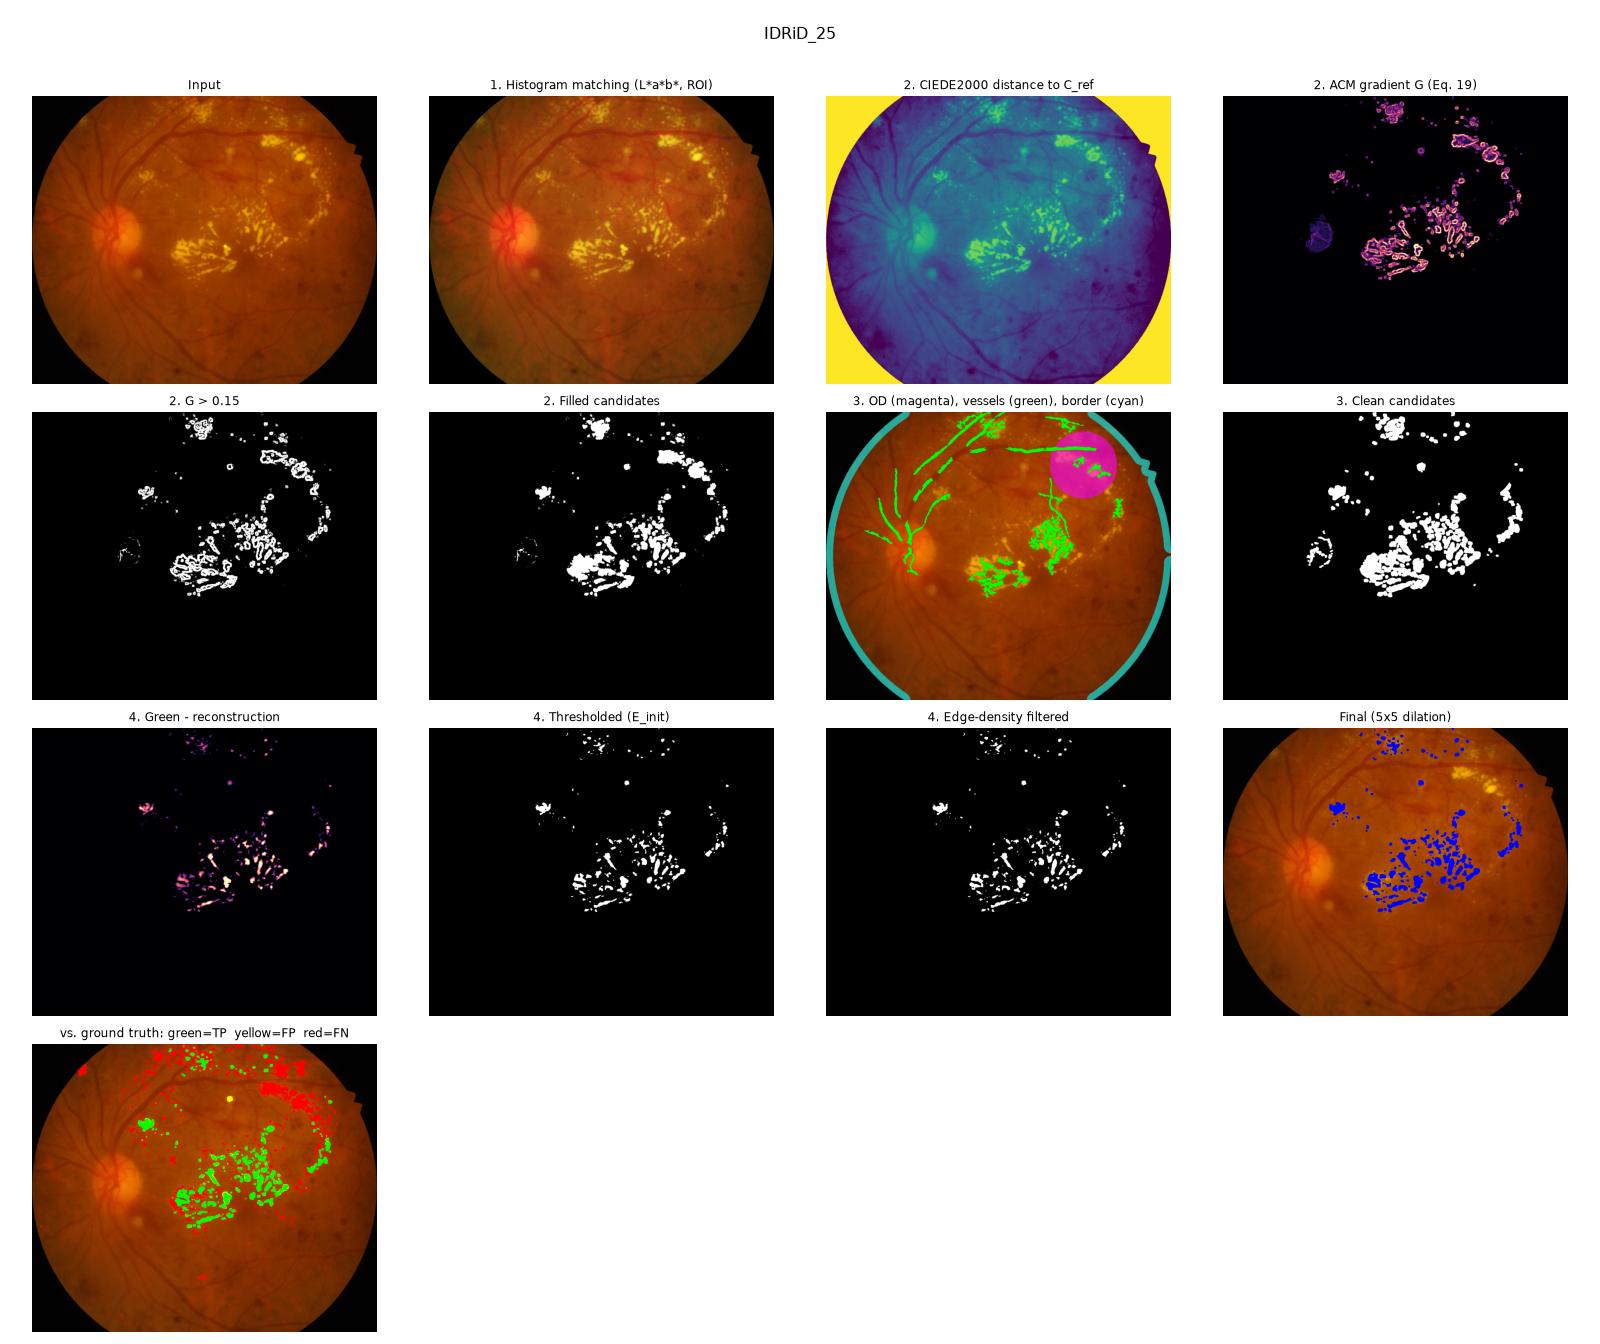 IDRiD_25
Input
1. Histogram matching (L*a*b*, ROI)
2. CIEDE2000 distance to C_ref
2. ACM gradient G (Eq. 19)
2. G > 0.15
2. Filled candidates
3. OD (magenta), vessels (green), border (cyan)
3. Clean candidates
4. Green - reconstruction
4. Thresholded (E_init)
4. Edge-density filtered
Final (5x5 dilation)
vs. ground truth: green=TP  yellow=FP  red=FN